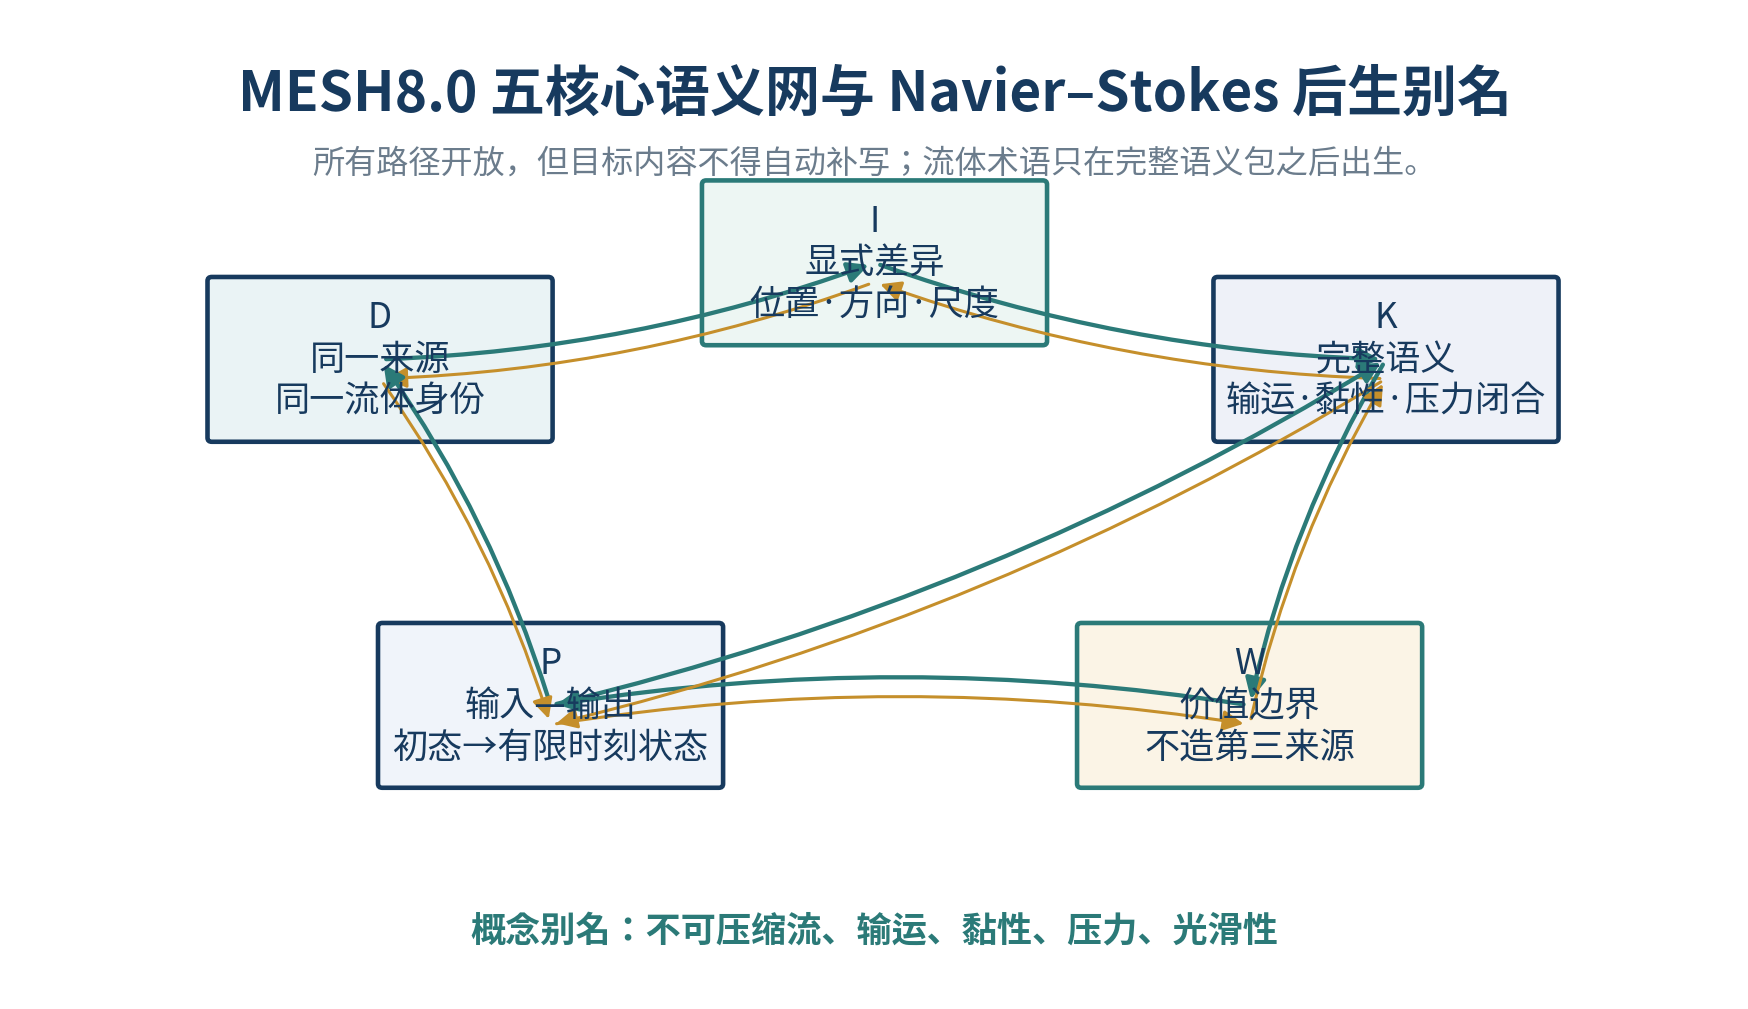 MESH8.0 五核心语义网与 Navier–Stokes 后生别名
所有路径开放，但目标内容不得自动补写；流体术语只在完整语义包之后出生。
I
显式差异
位置·方向·尺度
D
同一来源
同一流体身份
K
完整语义
输运·黏性·压力闭合
P
输入—输出
初态→有限时刻状态
W
价值边界
不造第三来源
概念别名：不可压缩流、输运、黏性、压力、光滑性